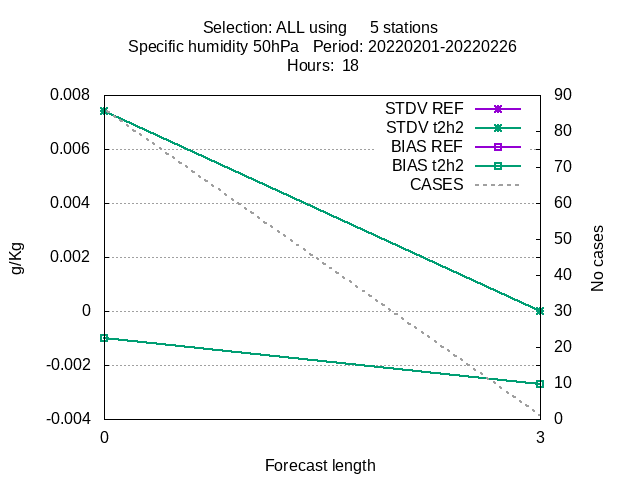 Selection: ALL using 5 stations
Specific humidity 50hPa Period: 20220201-20220226
Hours: 18
0.008
0.006
0.004
0.002
0
-0.002
-0.004
g/Kg
STDV REF
STDV t2h2
BIAS REF
BIAS t2h2
CASES
90
80
70
60
50
40
30
20
10
0
No cases
0
3
Forecast length